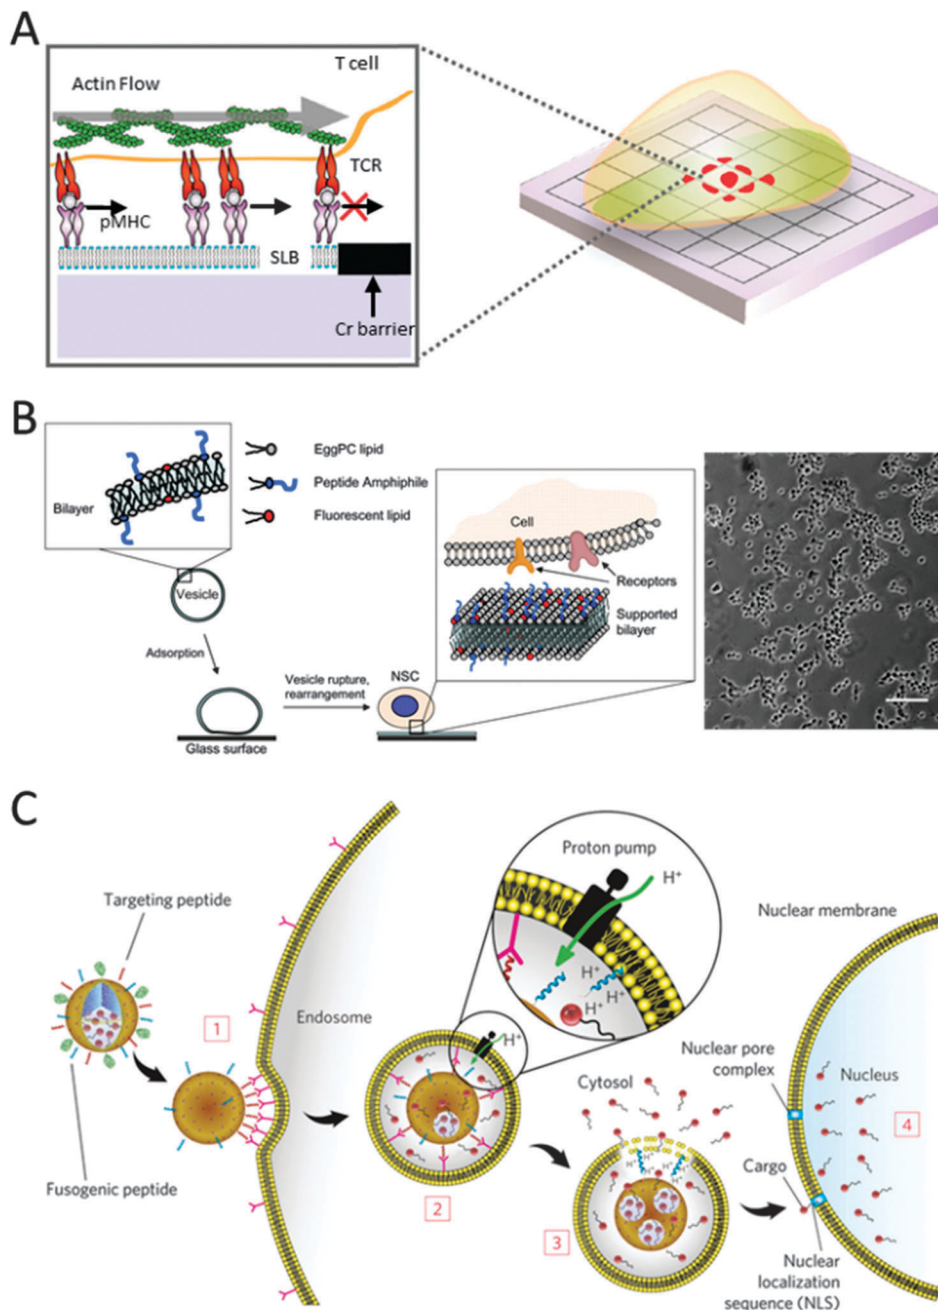 A
T cell
Actin Flow
TCR
pMHC
SLB
Cr barrier
B
Bilayer
EggPC lipid
Peptide Amphiphile
Fluorescent lipid
Vesicle
Adsorption
Glass surface
Vesicle rupture,
rearrangement
NSC
Cell
Receptors
Supported
bilayer
C
Targeting peptide
Fusogenic peptide
1
Endosome
2
Proton pump
H+
H+
H+
H+
H+
H+
Cytosol
H+
H+
H+
H+
3
Nuclear membrane
Nuclear pore
complex
Nucleus
4
Cargo
Nuclear
localization
sequence (NLS)